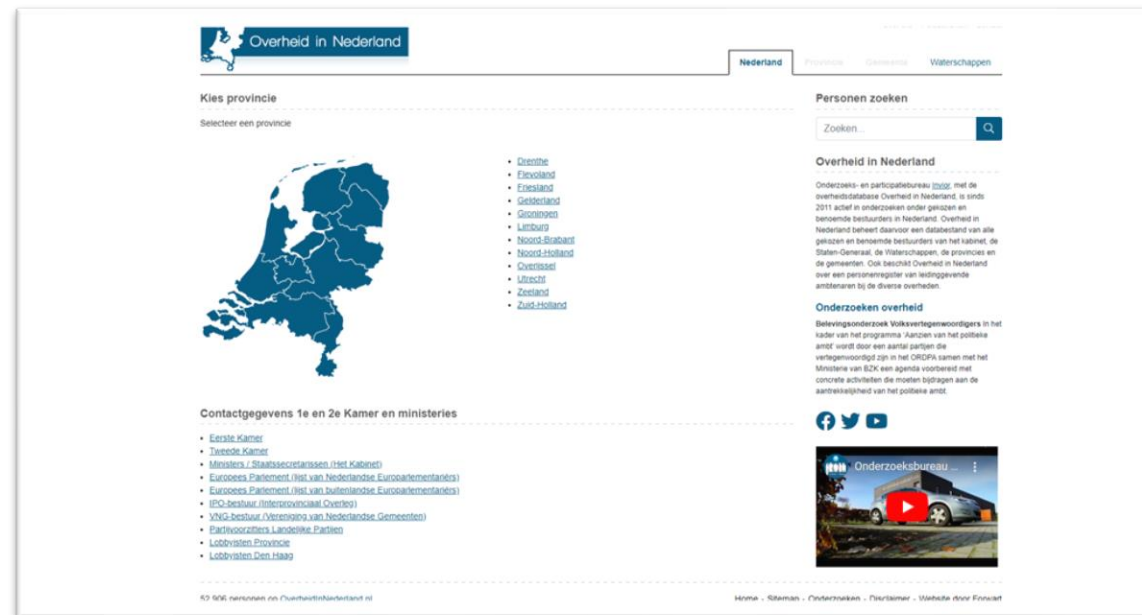 Overheid in Nederland
Nederland
Provincie
Gemeente
Waterschappen
Kies provincie
Selecteer een provincie
Drenthe
Flevoland
Friesland
Gelderland
Groningen
Limburg
Noord-Brabant
Noord-Holland
Overijssel
Utrecht
Zeeland
Zuid-Holland
Contactgegevens 1e en 2e Kamer en ministeries
Eerste Kamer
Tweede Kamer
Ministers / Staatssecretarissen (Het Kabinet)
Europees Parlement (lijst van Nederlandse Europarlementariërs)
Europees Parlement (lijst van buitenlandse Europarlementariërs)
IPO-bestuur (Interprovinciaal Overleg)
VNG-bestuur (Vereniging van Nederlandse Gemeenten)
Partijvoorzitters Landelijke Partijen
Lobbyisten Provincie
Lobbyisten Den Haag
Personen zoeken
Zoeken...
Overheid in Nederland
Onderzoeks- en participatiebureau Invior, met de
overheidsdatabase Overheid in Nederland, is sinds
2011 actief in onderzoeken onder gekozen en
benoemde bestuurders in Nederland. Overheid in
Nederland beheert daarvoor een databestand van alle
gekozen en benoemde bestuurders van het kabinet, de
Staten-Generaal, de Waterschappen, de provincies en
de gemeenten. Ook beschikt Overheid in Nederland
over een personenregister van leidinggevende
ambtenaren bij de diverse overheden.
Onderzoeken overheid
Belevingsonderzoek Volksvertegenwoordigers In het
kader van het programma 'Aanzien van het politieke
ambt' wordt door een aantal partijen die
vertegenwoordigd zijn in het ORDPA samen met het
Ministerie van BZK een agenda voorbereid met
concrete activiteiten die moeten bijdragen aan de
aantrekkelijkheid van het politieke ambt.
Onderzoeksbureau ...
52.906 personen op OverheidInNederland.nl
Home - Sitemap - Onderzoeken - Disclaimer - Website door Forwart